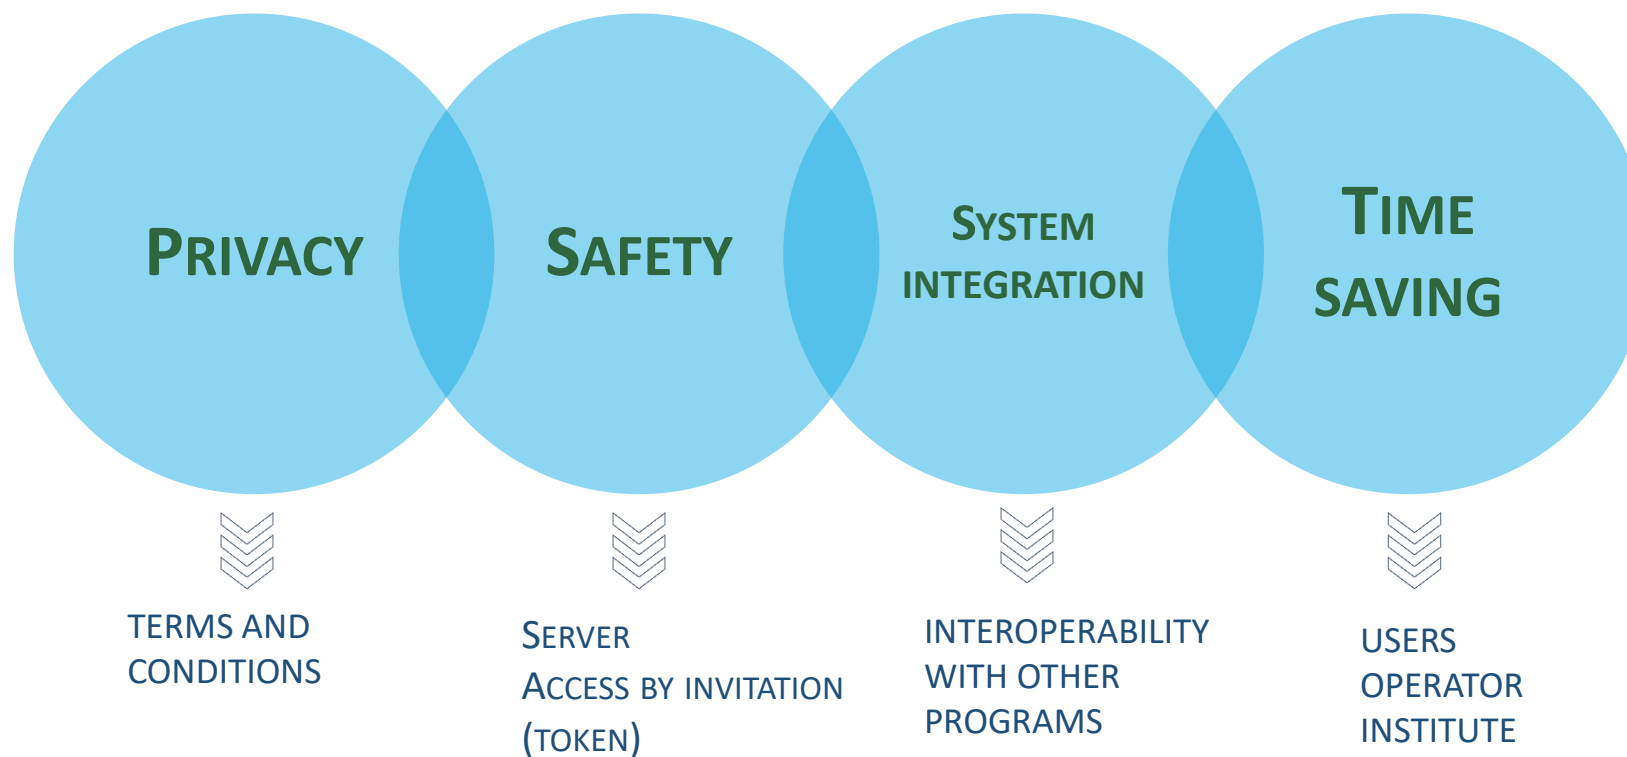 PRIVACY
SAFETY
SYSTEM
INTEGRATION
TIME
SAVING
TERMS AND
CONDITIONS
SERVER
ACCESS BY INVITATION
(TOKEN)
INTEROPERABILITY
WITH OTHER
PROGRAMS
USERS
OPERATOR
INSTITUTE